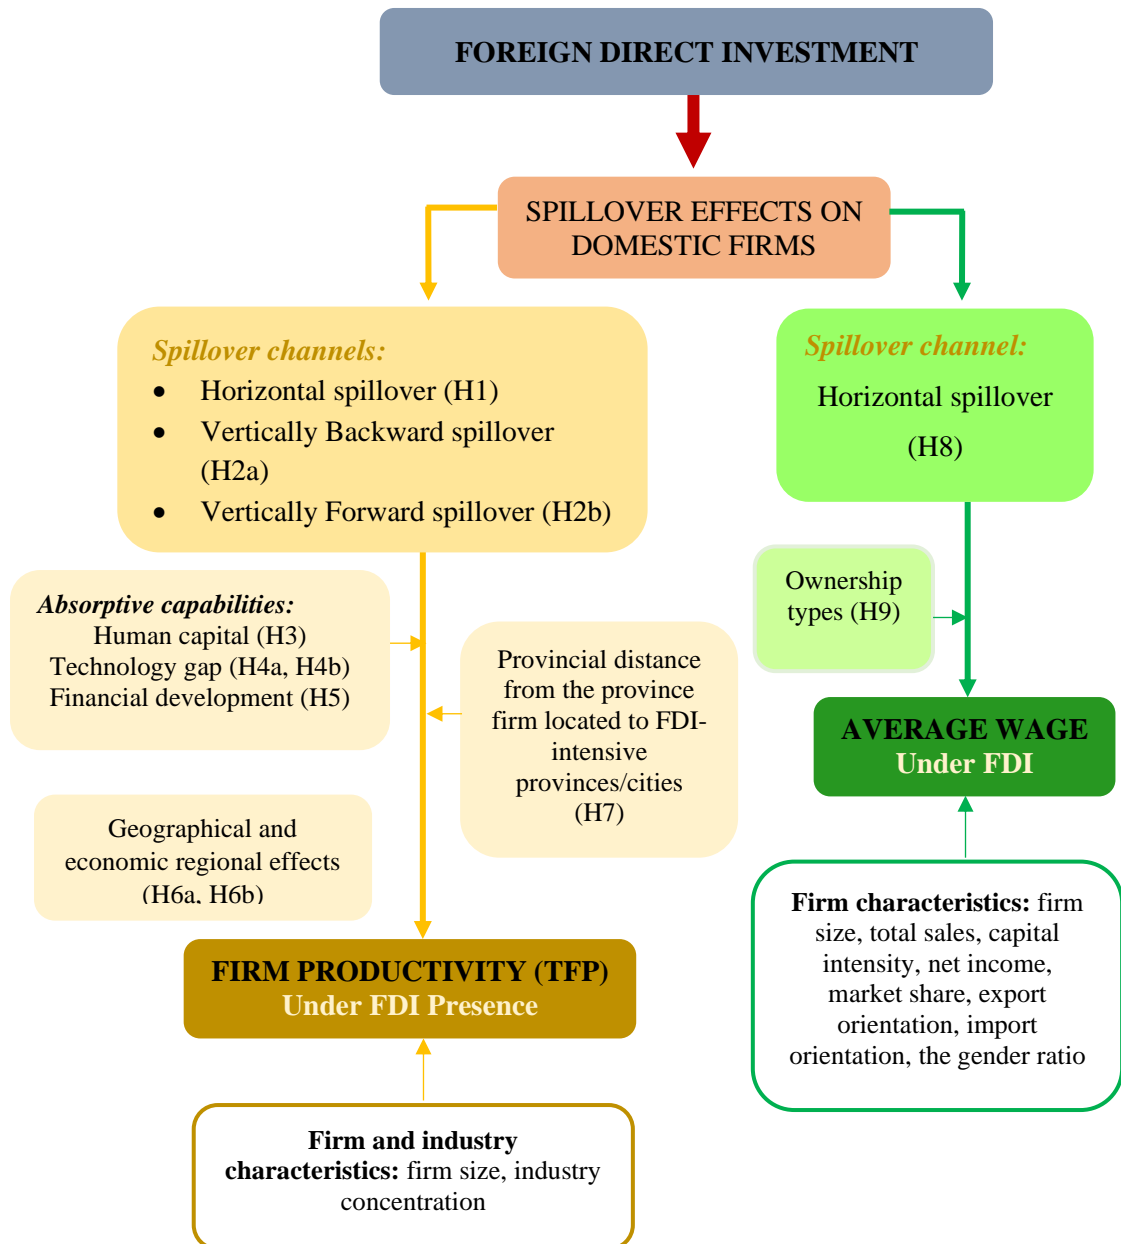 FOREIGN DIRECT INVESTMENT
SPILLOVER EFFECTS ON
DOMESTIC FIRMS
Spillover channels:
• Horizontal spillover (H1)
• Vertically Backward spillover
(H2a)
• Vertically Forward spillover (H2b)
Spillover channel:
Horizontal spillover
(H8)
Ownership
types (H9)
Absorptive capabilities:
Human capital (H3)
Technology gap (H4a, H4b)
Financial development (H5)
Provincial distance
from the province
firm located to FDI-
intensive
provinces/cities
(H7)
AVERAGE WAGE
Under FDI
Geographical and
economic regional effects
(H6a, H6b)
Firm characteristics: firm
size, total sales, capital
intensity, net income,
market share, export
orientation, import
orientation, the gender ratio
FIRM PRODUCTIVITY (TFP)
Under FDI Presence
Firm and industry
characteristics: firm size, industry
concentration